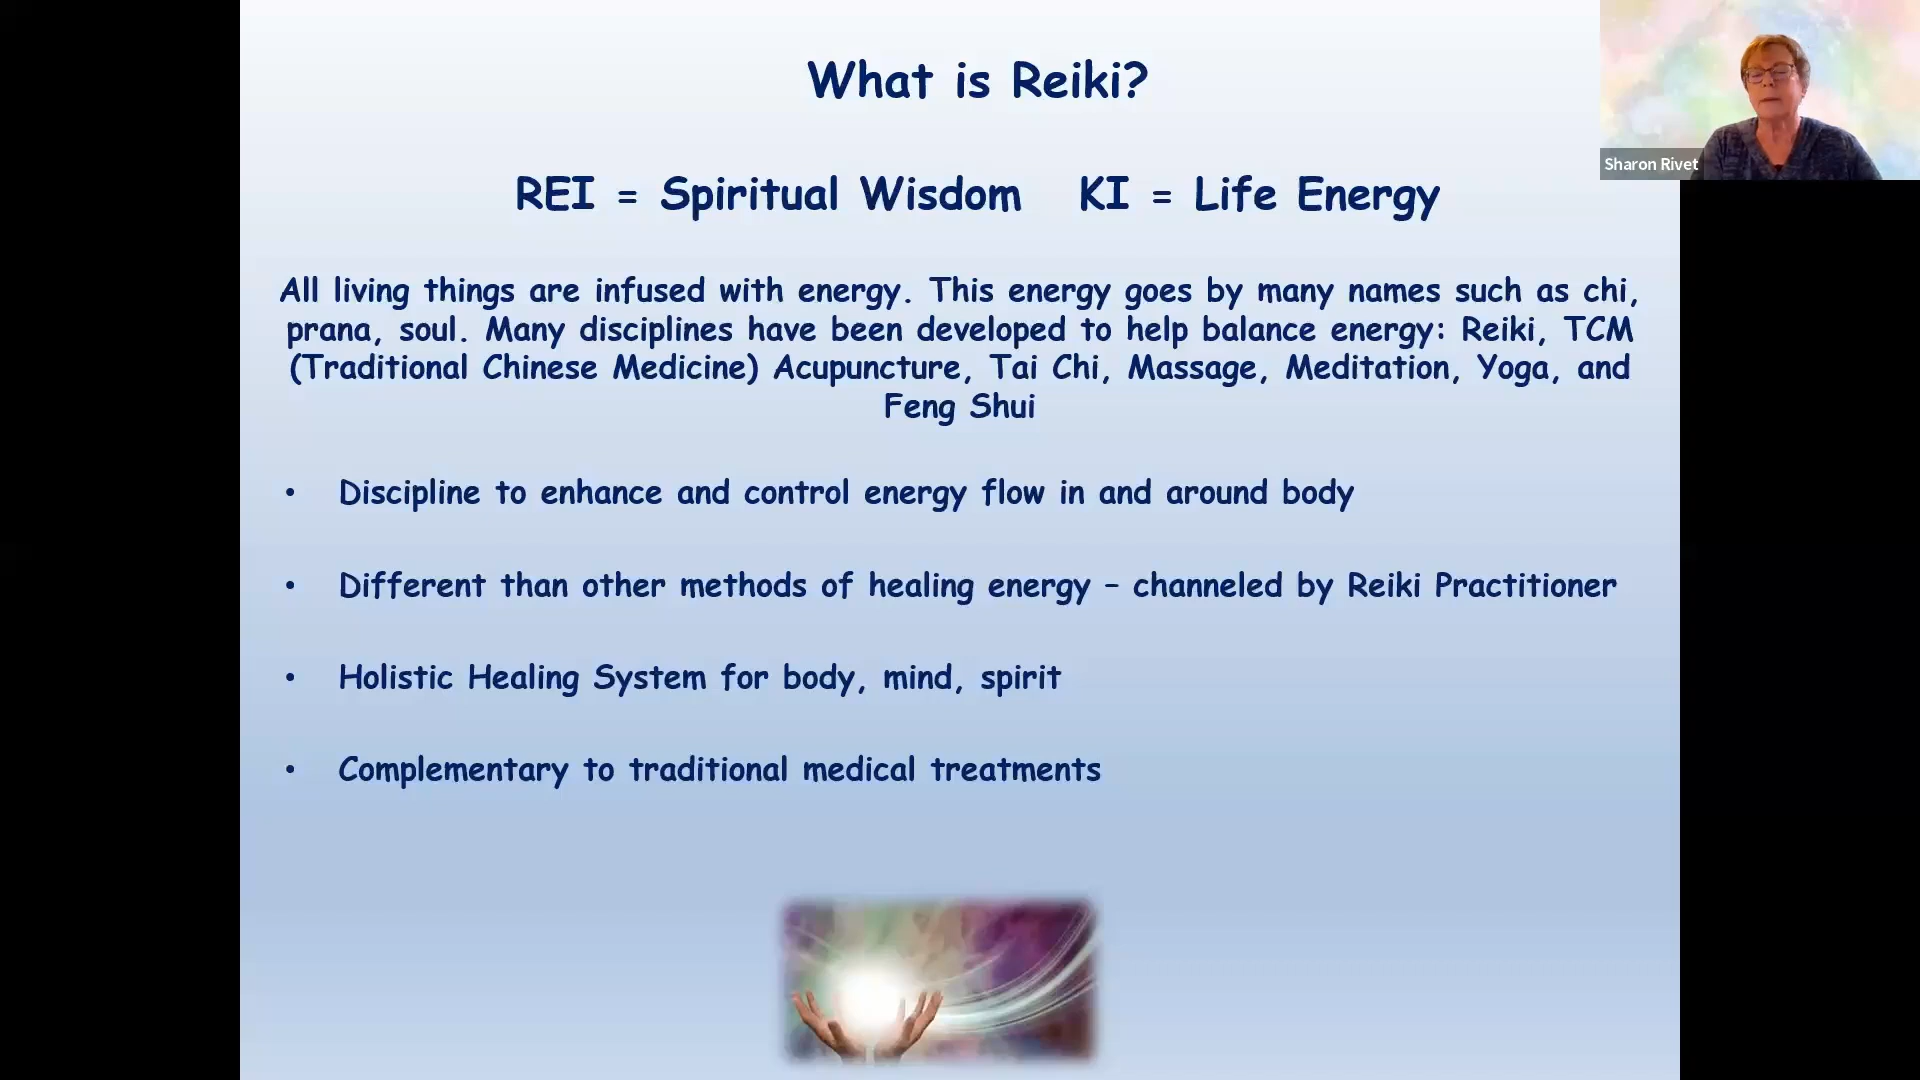 What is Reiki?
Sharon Rivet
REI = Spiritual Wisdom KI = Life Energy
All living things are infused with energy. This energy goes by many names such as chi,
prana, soul. Many disciplines have been developed to help balance energy: Reiki, TCM
(Traditional Chinese Medicine) Acupuncture, Tai Chi, Massage, Meditation, Yoga, and
Feng Shui
• Discipline to enhance and control energy flow in and around body
• Different than other methods of healing energy – channeled by Reiki Practitioner
• Holistic Healing System for body, mind, spirit
• Complementary to traditional medical treatments